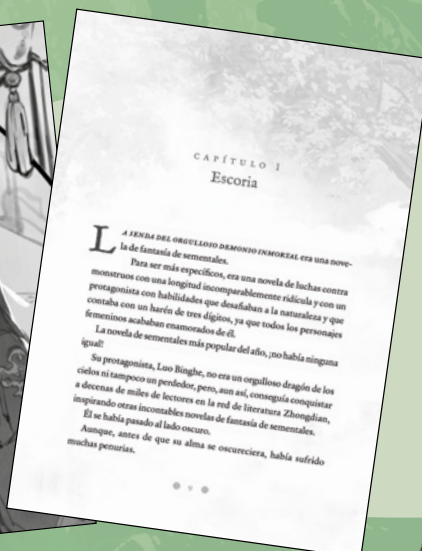 CAPÍTULO 1
Escoria
LA SENDA DEL ORGULLOSO DEMONIO INMORTAL era una nove-
la de fantasía de sementales.
Para ser más específicos, era una novela de luchas contra
monstruos con una longitud incomparablemente ridícula y con un
protagonista con habilidades que desafiaban a la naturaleza y que
contaba con un harén de tres dígitos, ya que todos los personajes
femeninos acababan enamorados de él.
La novela de sementales más popular del año, ¡no había ninguna
igual!
Su protagonista, Luo Binghe, no era un orgulloso dragón de los
cielos ni tampoco un perdedor, pero, aun así, conseguía conquistar
a decenas de miles de lectores en la red de literatura Zhongdian,
inspirando otras incontables novelas de fantasía de sementales.
Él se había pasado al lado oscuro.
Aunque, antes de que su alma se oscureciera, había sufrido
muchas penurias.